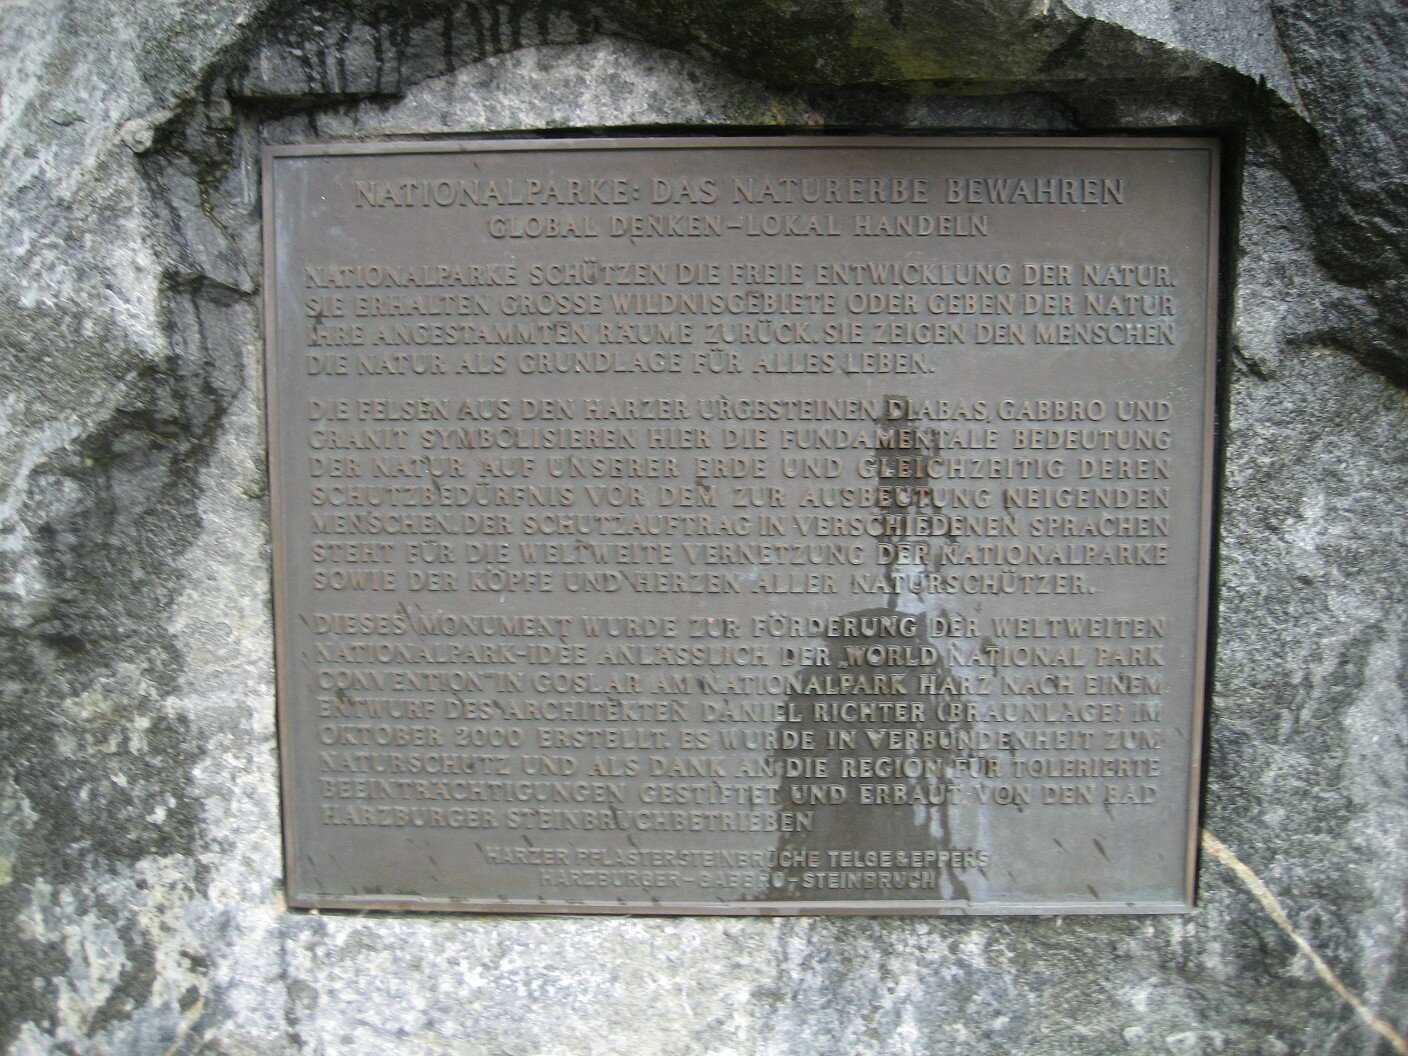 NATIONALPARKE: DAS NATURERBE BEWAHREN
GLOBAL DENKEN–LOKAL HANDELN
NATIONALPARKE SCHÜTZEN DIE FREIE ENTWICKLUNG DER NATUR.
SIE ERHALTEN GROSSE WILDNISGEBIETE ODER GEBEN DER NATUR
IHRE ANGESTAMMTEN RÄUME ZURÜCK. SIE ZEIGEN DEN MENSCHEN
DIE NATUR ALS GRUNDLAGE FÜR ALLES LEBEN.
DIE FELSEN AUS DEN HARZER URGESTEINEN DIABAS, GABBRO UND
GRANIT SYMBOLISIEREN HIER DIE FUNDAMENTALE BEDEUTUNG
DER NATUR AUF UNSERER ERDE UND GLEICHZEITIG DEREN
SCHUTZBEDÜRFNIS VOR DEM ZUR AUSBEUTUNG NEIGENDEN
MENSCHEN. DER SCHUTZAUFTRAG IN VERSCHIEDENEN SPRACHEN
STEHT FÜR DIE WELTWEITE VERNETZUNG DER NATIONALPARKE
SOWIE DER KÖPFE UND HERZEN ALLER NATURSCHÜTZER.
DIESES MONUMENT WURDE ZUR FÖRDERUNG DER WELTWEITEN
NATIONALPARK-IDEE ANLÄSSLICH DER „WORLD NATIONAL PARK
CONVENTION" IN GOSLAR AM NATIONALPARK HARZ NACH EINEM
ENTWURF DES ARCHITEKTEN DANIEL RICHTER (BRAUNLAGE) IM
OKTOBER 2000 ERSTELLT. ES WURDE IN VERBUNDENHEIT ZUM
NATURSCHUTZ UND ALS DANK AN DIE REGION FÜR TOLERIERTE
BEEINTRÄCHTIGUNGEN GESTIFTET UND ERBAUT VON DEN BAD
HARZBURGER STEINBRUCHBETRIEBEN
HARZER PFLASTERSTEINBRÜCHE TELGE & EPPERS
HARZBURGER–GABBRO–STEINBRUCH